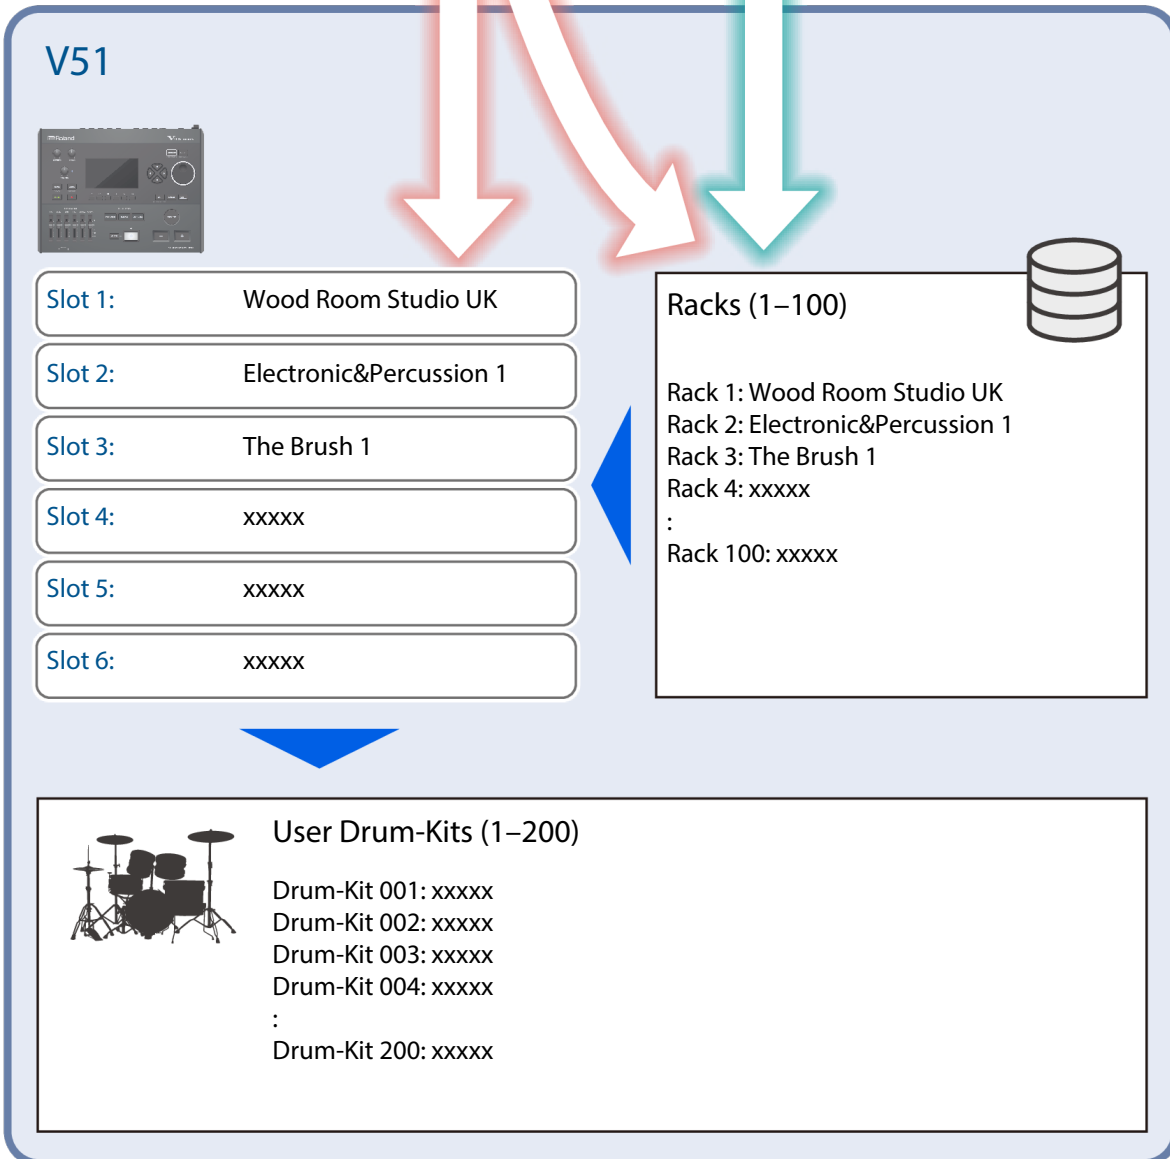 V51
Roland
Slot 1: Wood Room Studio UK
Slot 2: Electronic&Percussion 1
Slot 3: The Brush 1
Slot 4: xxxxx
Slot 5: xxxxx
Slot 6: xxxxx
Racks (1–100)
Rack 1: Wood Room Studio UK
Rack 2: Electronic&Percussion 1
Rack 3: The Brush 1
Rack 4: xxxxx
:
Rack 100: xxxxx
User Drum-Kits (1–200)
Drum-Kit 001: xxxxx
Drum-Kit 002: xxxxx
Drum-Kit 003: xxxxx
Drum-Kit 004: xxxxx
:
Drum-Kit 200: xxxxx